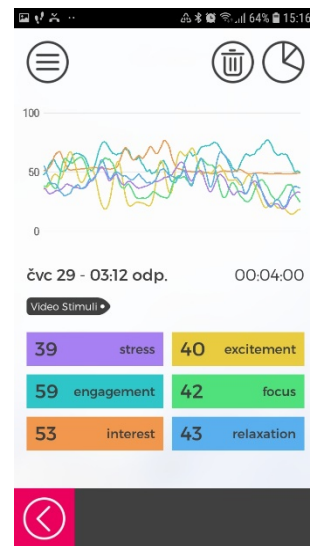 64% 15:16
100
50
0
čvc 29 - 03:12 odp. 00:04:00
Video Stimuli
39 stress 40 excitement
59 engagement 42 focus
53 interest 43 relaxation